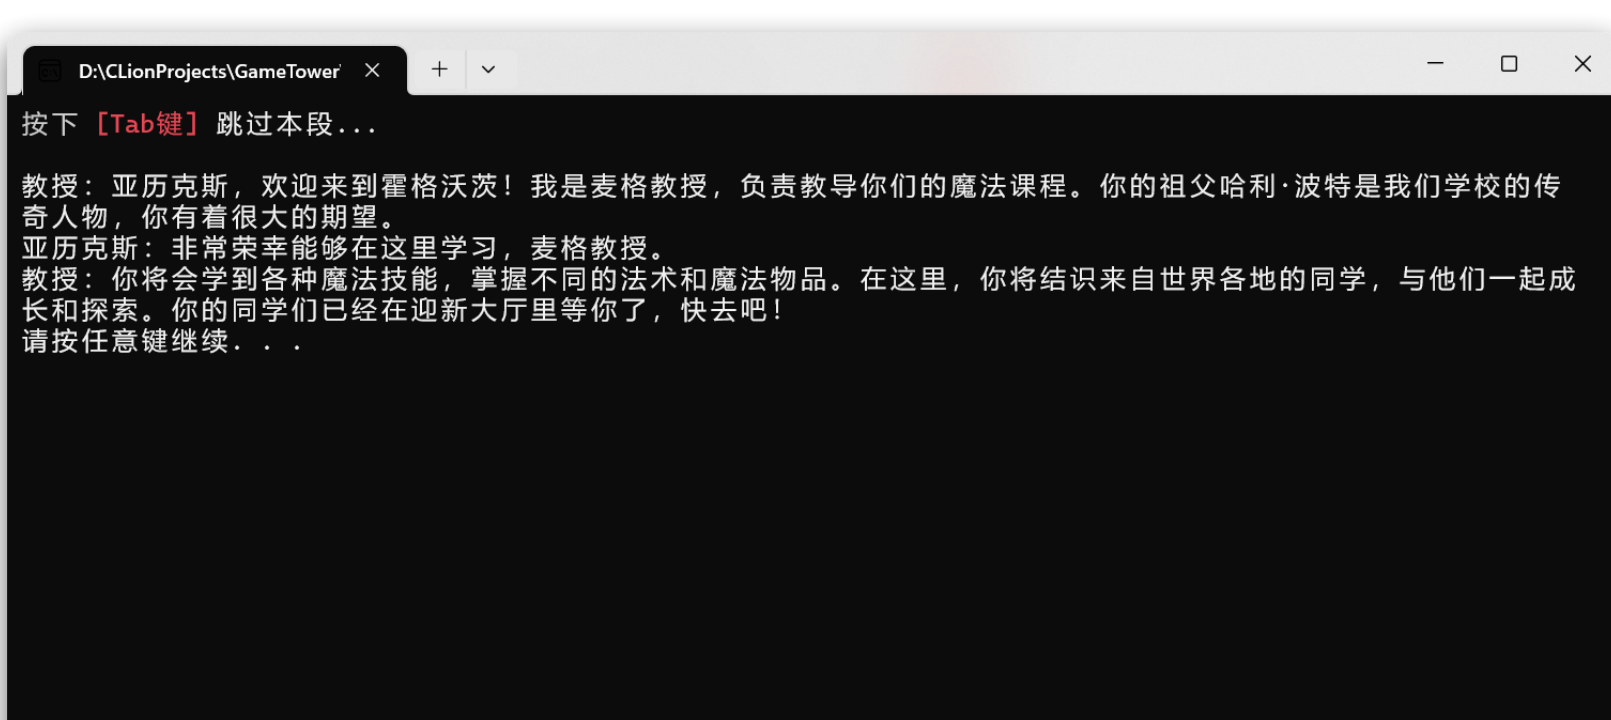 D:\CLionProjects\GameTower
按下 [Tab键] 跳过本段...
教授：亚历克斯，欢迎来到霍格沃茨！我是麦格教授，负责教导你们的魔法课程。你的祖父哈利·波特是我们学校的传
奇人物，你有着很大的期望。
亚历克斯：非常荣幸能够在这里学习，麦格教授。
教授：你将会学到各种魔法技能，掌握不同的法术和魔法物品。在这里，你将结识来自世界各地的同学，与他们一起成
长和探索。你的同学们已经在迎新大厅里等你了，快去吧！
请按任意键继续. . .